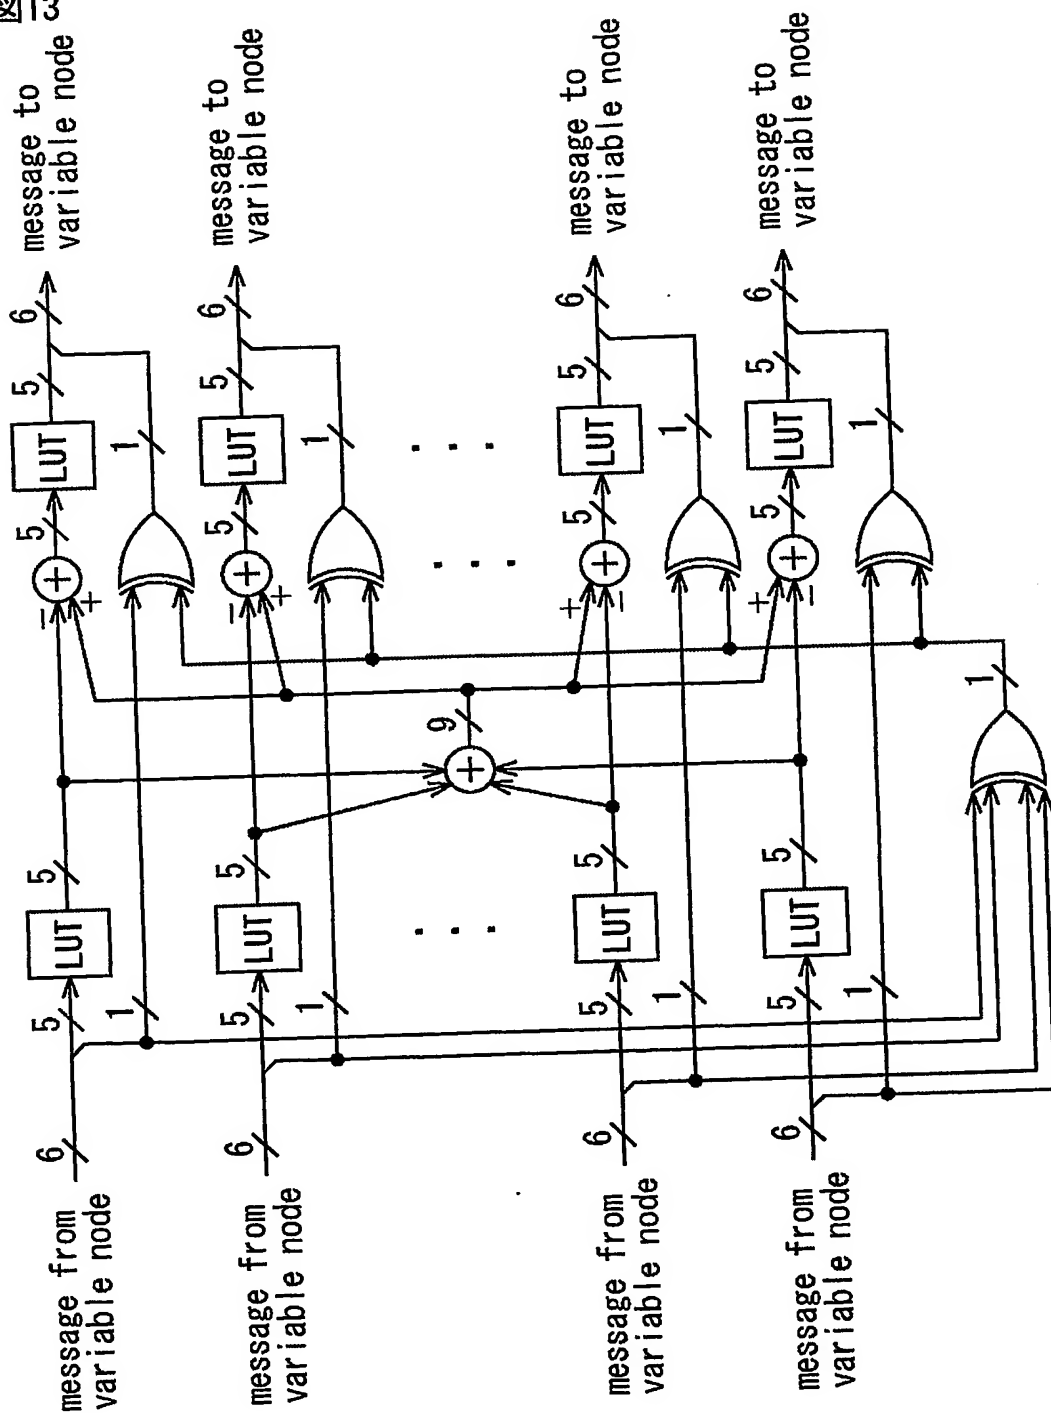 図13
message from
variable node
6
5
LUT
5
−
+
+
5
LUT
5
6
message to
variable node
1
1
message from
variable node
6
5
LUT
5
−
+
+
5
LUT
5
6
message to
variable node
1
1
. . .
+
9
. . .
. . .
message from
variable node
6
5
LUT
5
+
−
+
5
LUT
5
6
message to
variable node
1
1
message from
variable node
6
5
LUT
5
+
−
+
5
LUT
5
6
message to
variable node
1
1
1